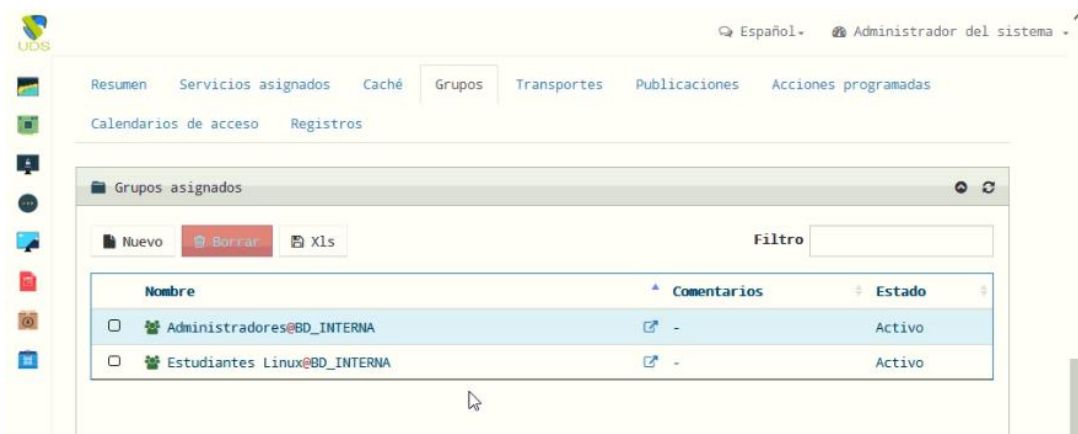 UDS
Español
Administrador del sistema
Resumen Servicios asignados Caché Grupos Transportes Publicaciones Acciones programadas
Calendarios de acceso Registros
Grupos asignados
Nuevo Borrar Xls Filtro
Nombre Comentarios Estado
Administradores@BD_INTERNA - Activo
Estudiantes Linux@BD_INTERNA - Activo